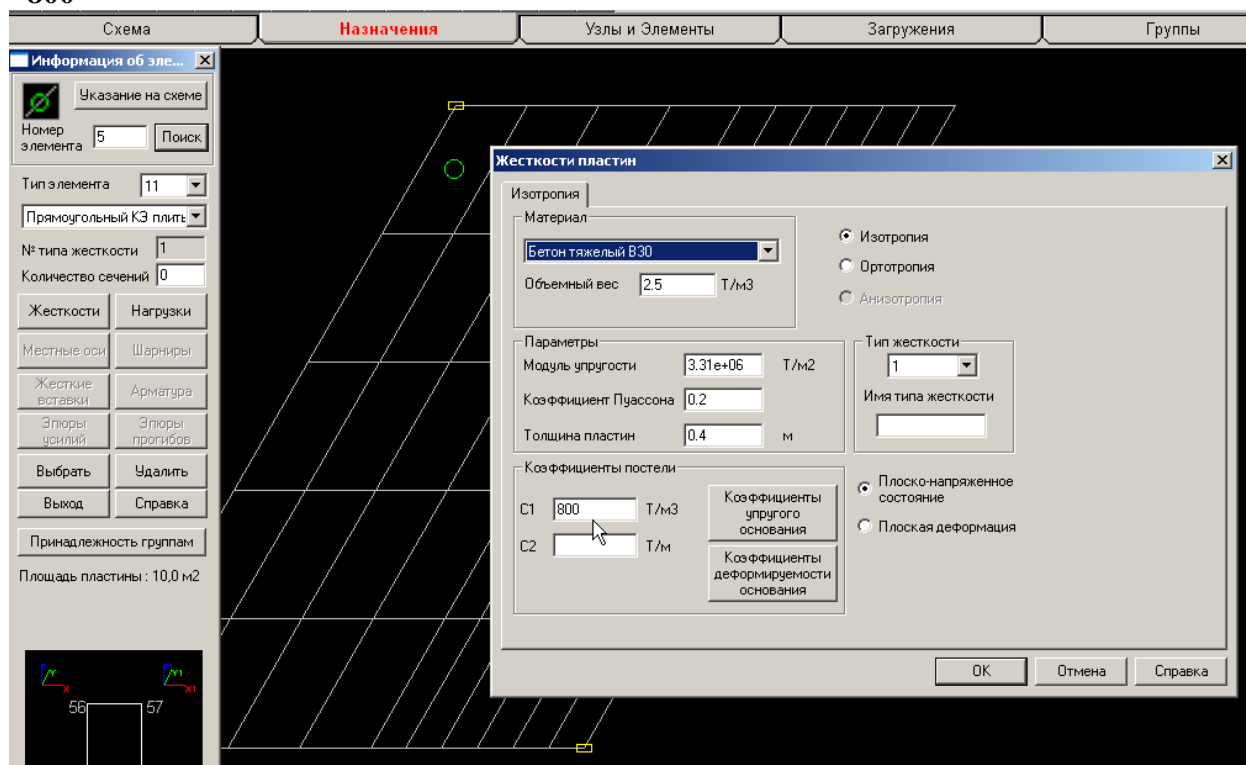 Схема
Назначения
Узлы и Элементы
Загружения
Группы
Информация об эле...
Указание на схеме
Номер элемента
5
Поиск
Тип элемента
11
Прямоугольный КЭ плить
№ типа жесткости
1
Количество сечений
0
Жесткости
Нагрузки
Местные оси
Шарниры
Жесткие вставки
Арматура
Эпюры усилий
Эпюры прогибов
Выбрать
Удалить
Выход
Справка
Принадлежность группам
Площадь пластины : 10,0 м2
Y
X
Y1
X1
56
57
Жесткости пластин
Изотропия
Материал
Бетон тяжелый B30
Объемный вес
2.5
Т/м3
Изотропия
Ортотропия
Анизотропия
Параметры
Модуль упругости
3.31e+06
Т/м2
Коэффициент Пуассона
0.2
Толщина пластин
0.4
м
Тип жесткости
1
Имя типа жесткости
Коэффициенты постели
C1
800
Т/м3
C2
Т/м
Коэффициенты упругого основания
Коэффициенты деформируемости основания
Плоско-напряженное состояние
Плоская деформация
OK
Отмена
Справка